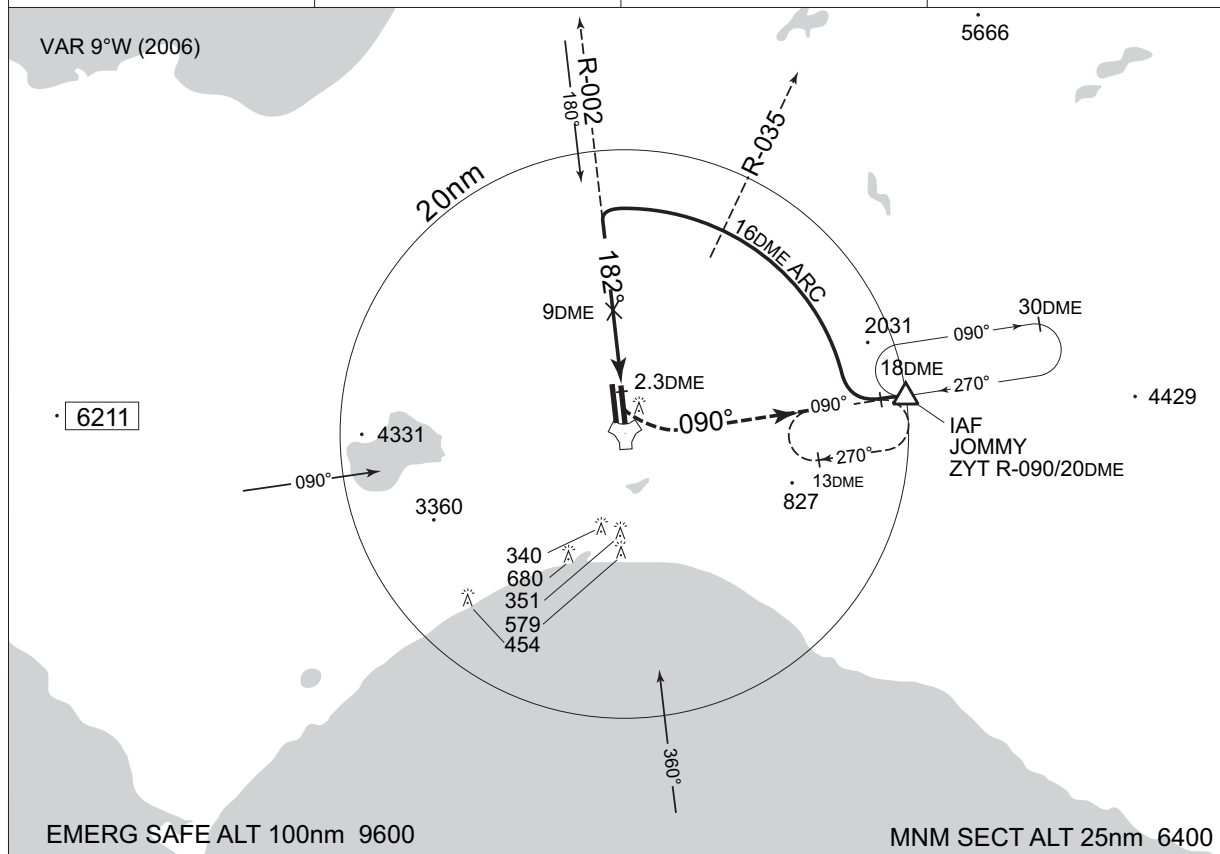 5666
VAR 9°W (2006)
R-002
180°
R-035
20nm
16DME ARC
182°
9DME
30DME
090°
2031
18DME
270°
2.3DME
090°
090°
6211
4429
4331
IAF
JOMMY
ZYT R-090/20DME
270°
13DME
827
090°
3360
340
680
351
579
454
360°
EMERG SAFE ALT 100nm 9600
MNM SECT ALT 25nm 6400